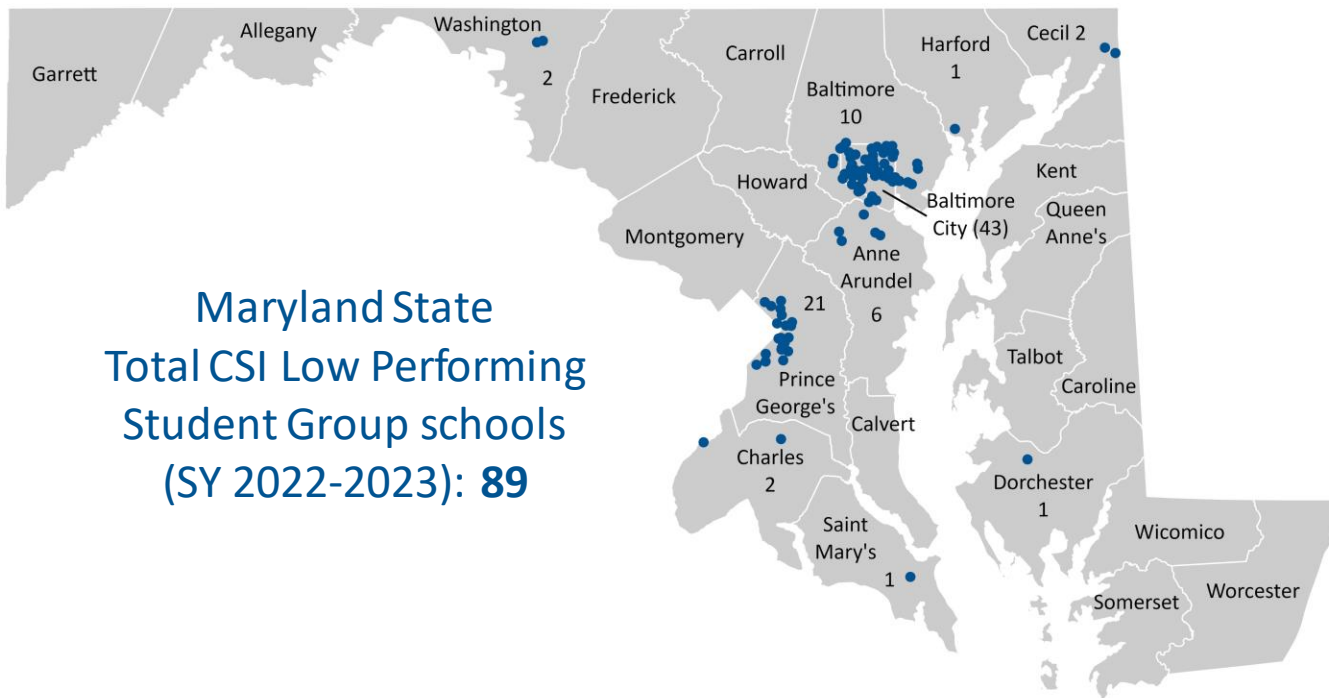 Garrett
Allegany
Washington
2
Frederick
Carroll
Baltimore
10
Harford
1
Cecil 2
Howard
Montgomery
Baltimore
City (43)
Kent
Queen
Anne's
Anne
Arundel
6
21
Prince
George's
Maryland State
Total CSI Low Performing
Student Group schools
(SY 2022-2023): 89
Talbot
Caroline
Calvert
Charles
2
Dorchester
1
Saint
Mary's
1
Wicomico
Somerset
Worcester